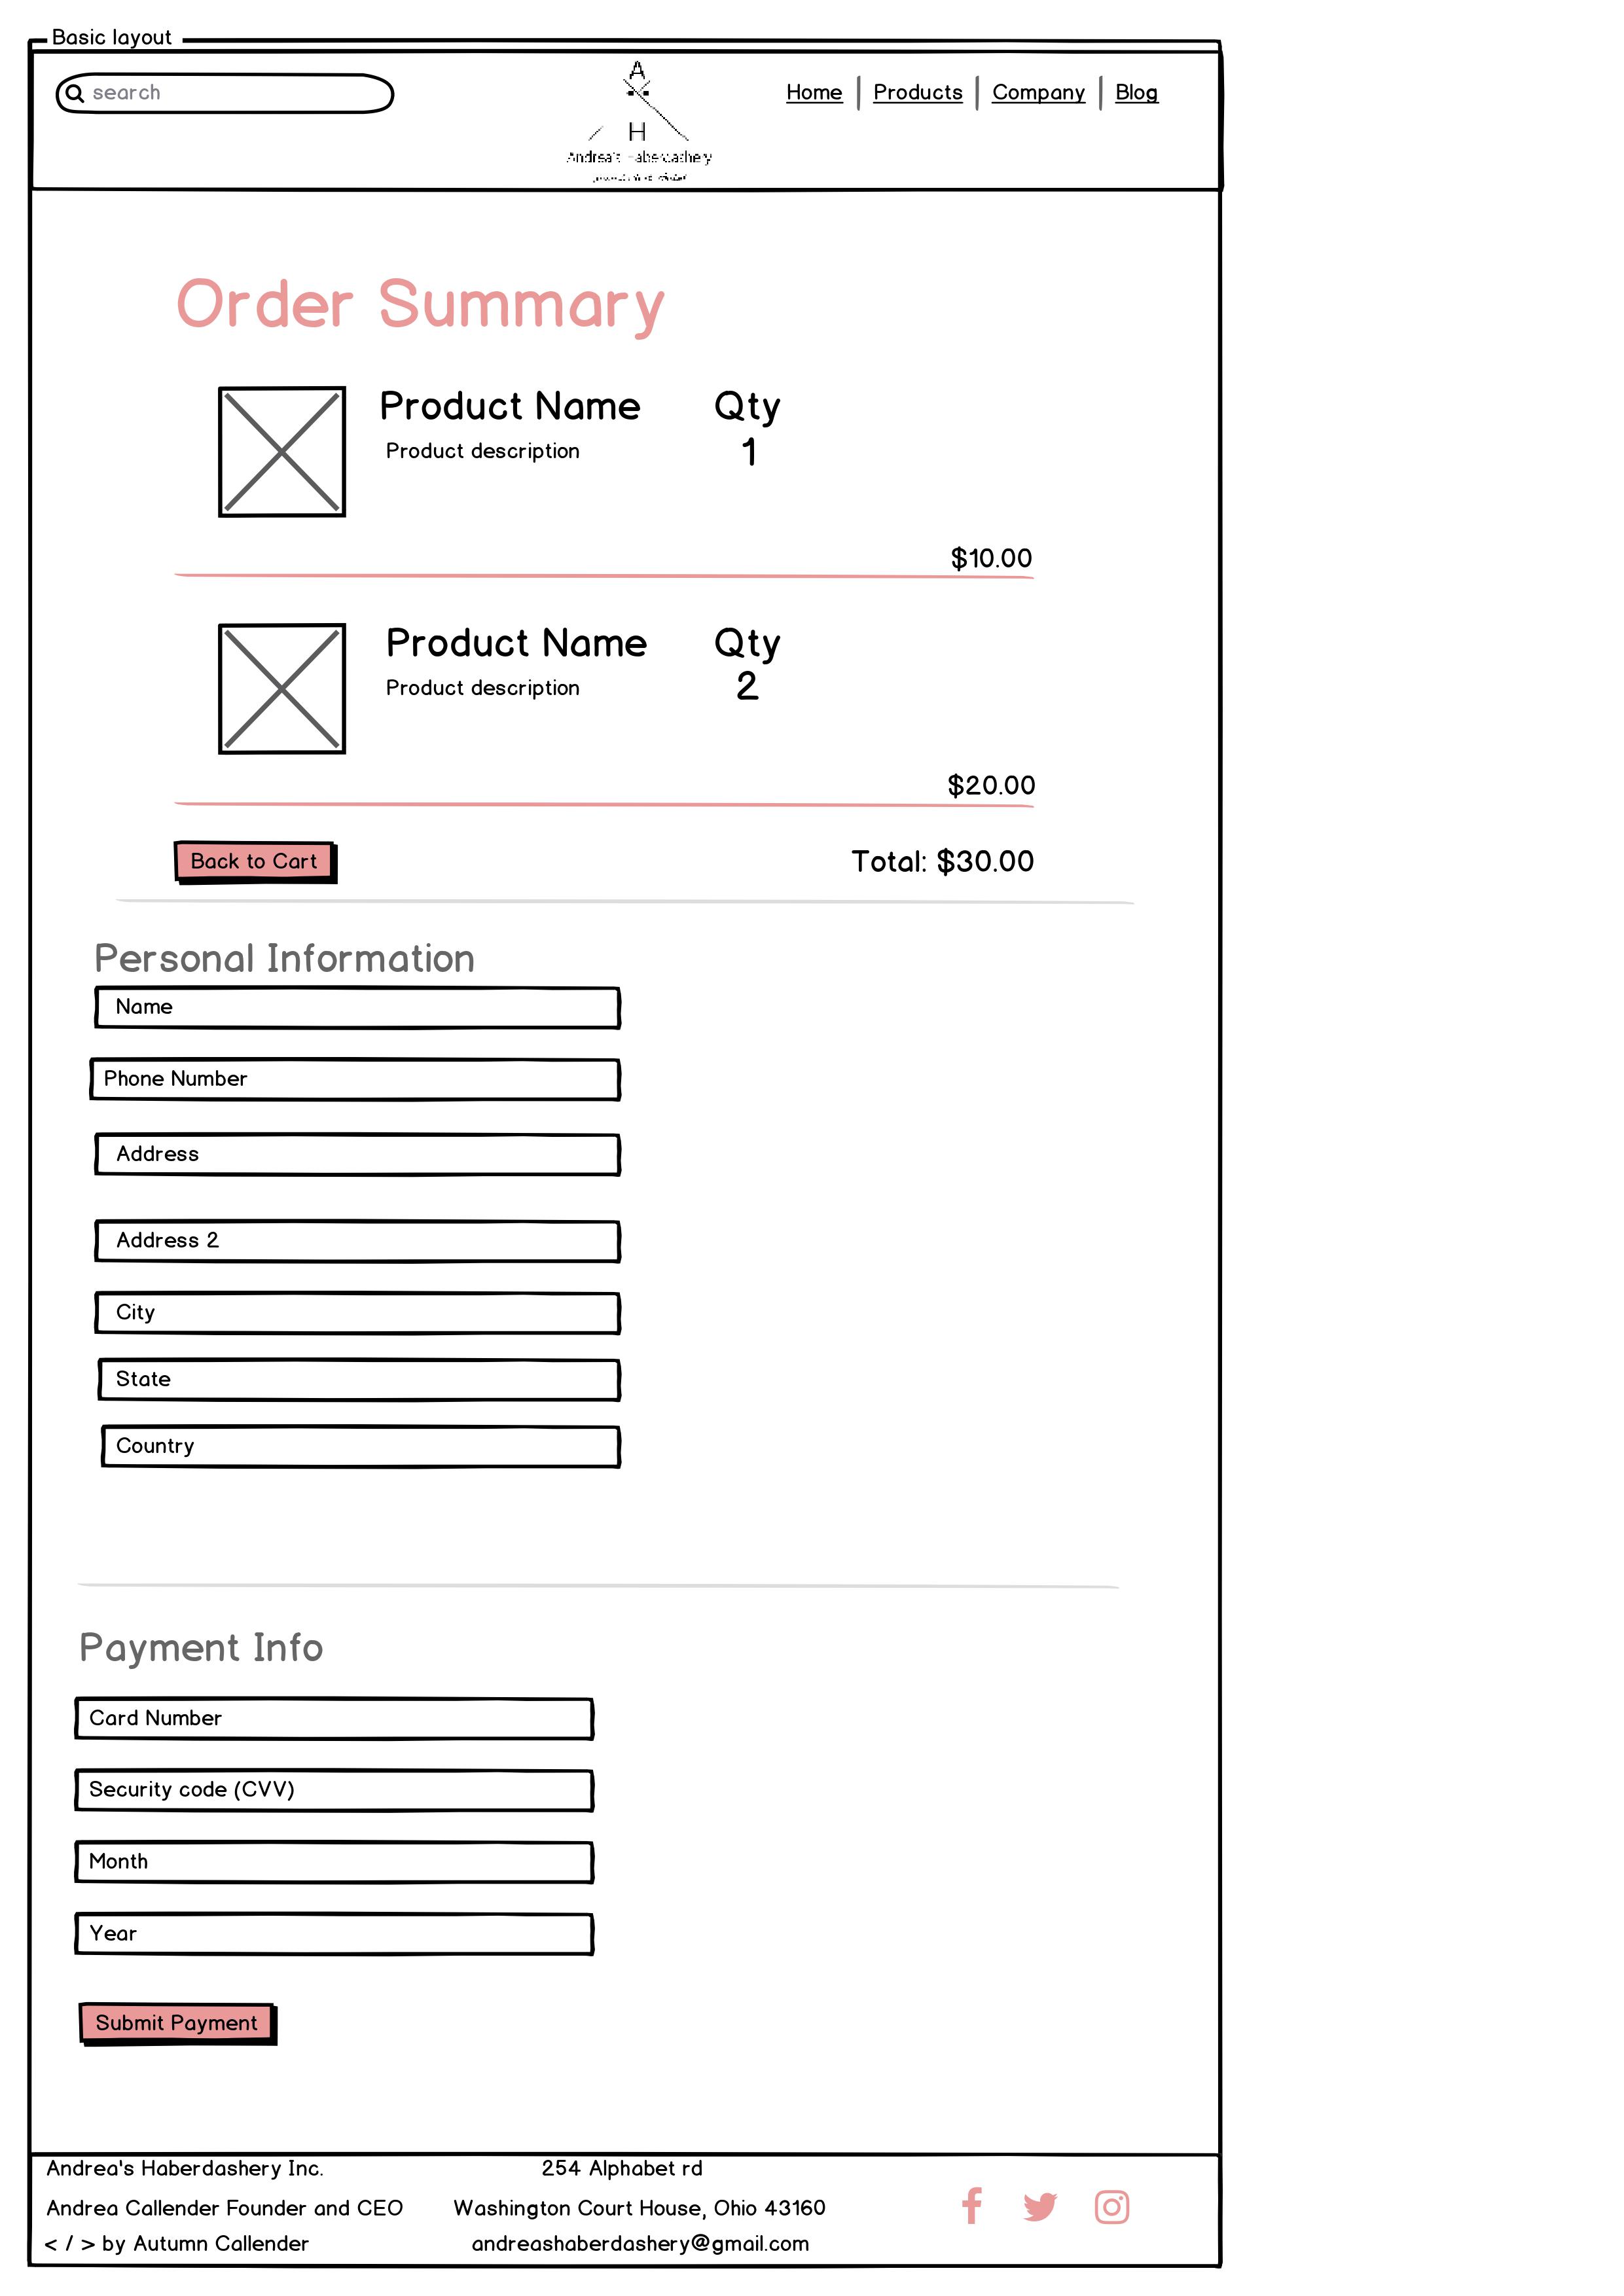 Basic layout
search
A
H
Andrea's Haberdashery
Home
Products
Company
Blog
Order Summary
Product Name
Qty
Product description
1
$10.00
Product Name
Qty
Product description
2
$20.00
Back to Cart
Total: $30.00
Personal Information
Name
Phone Number
Address
Address 2
City
State
Country
Payment Info
Card Number
Security code (CVV)
Month
Year
Submit Payment
Andrea's Haberdashery Inc.
Andrea Callender Founder and CEO
< / > by Autumn Callender
254 Alphabet rd
Washington Court House, Ohio 43160
andreashaberdashery@gmail.com